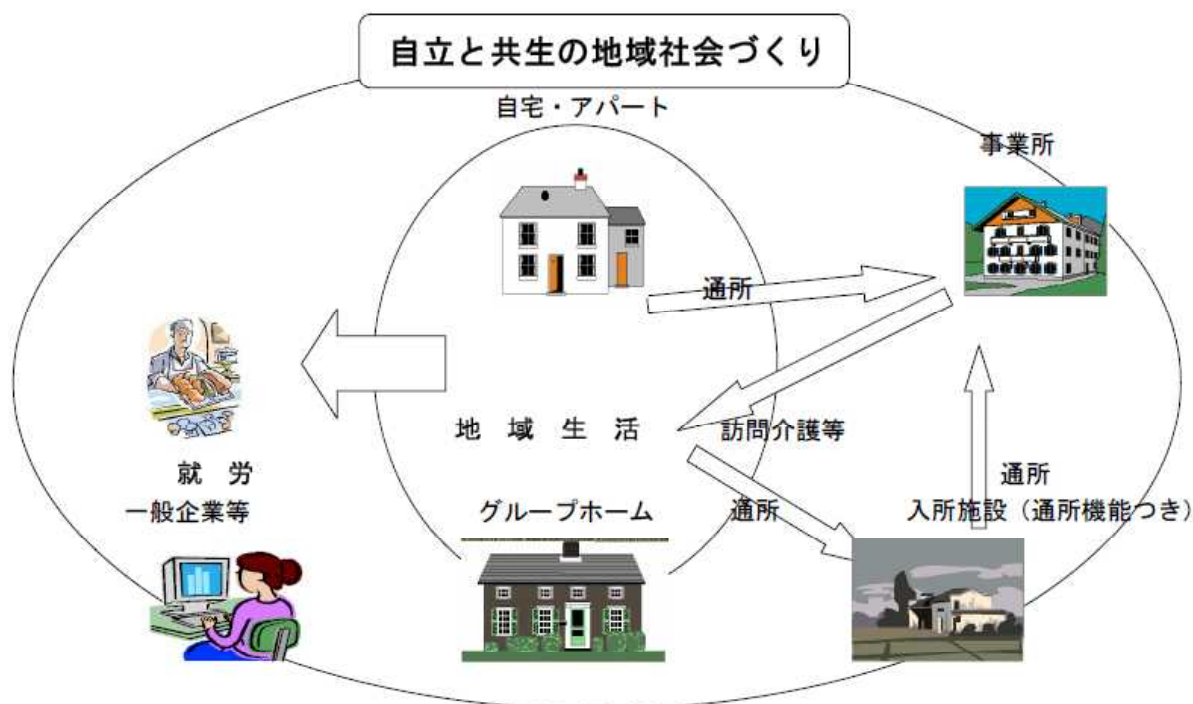 自立と共生の地域社会づくり
自宅・アパート
事業所
通所
地　域　生　活
訪問介護等
就　労
一般企業等
グループホーム
通所
通所
入所施設（通所機能つき）